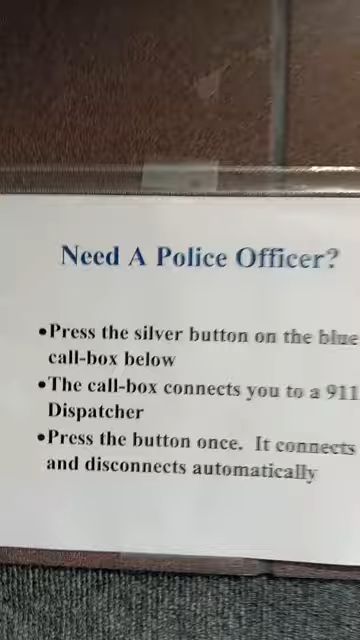 Need A Police Officer?
•Press the silver button on the blue
call-box below
•The call-box connects you to a 911
Dispatcher
•Press the button once. It connects
and disconnects automatically